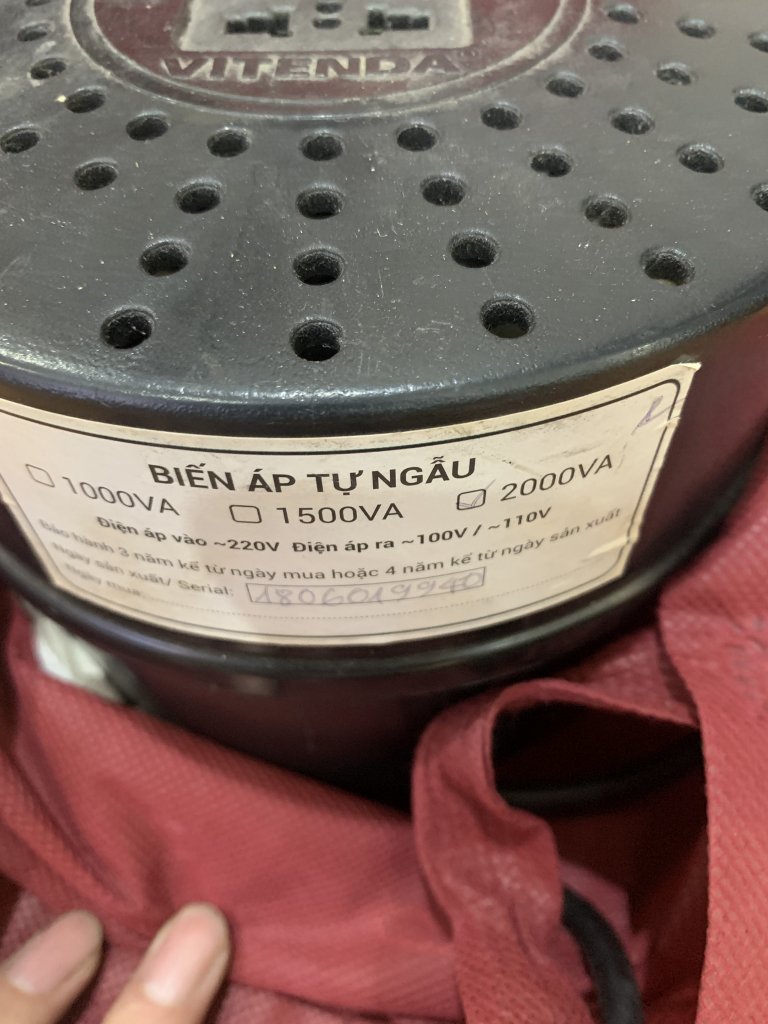 VITENDA
BIẾN ÁP TỰ NGẪU
1000VA 1500VA 2000VA
Điện áp vào ~220V Điện áp ra ~100V / ~110V
Bảo hành 3 năm kể từ ngày mua hoặc 4 năm kể từ ngày sản xuất
Ngày sản xuất/ Serial: 1806019940
Ngày mua: